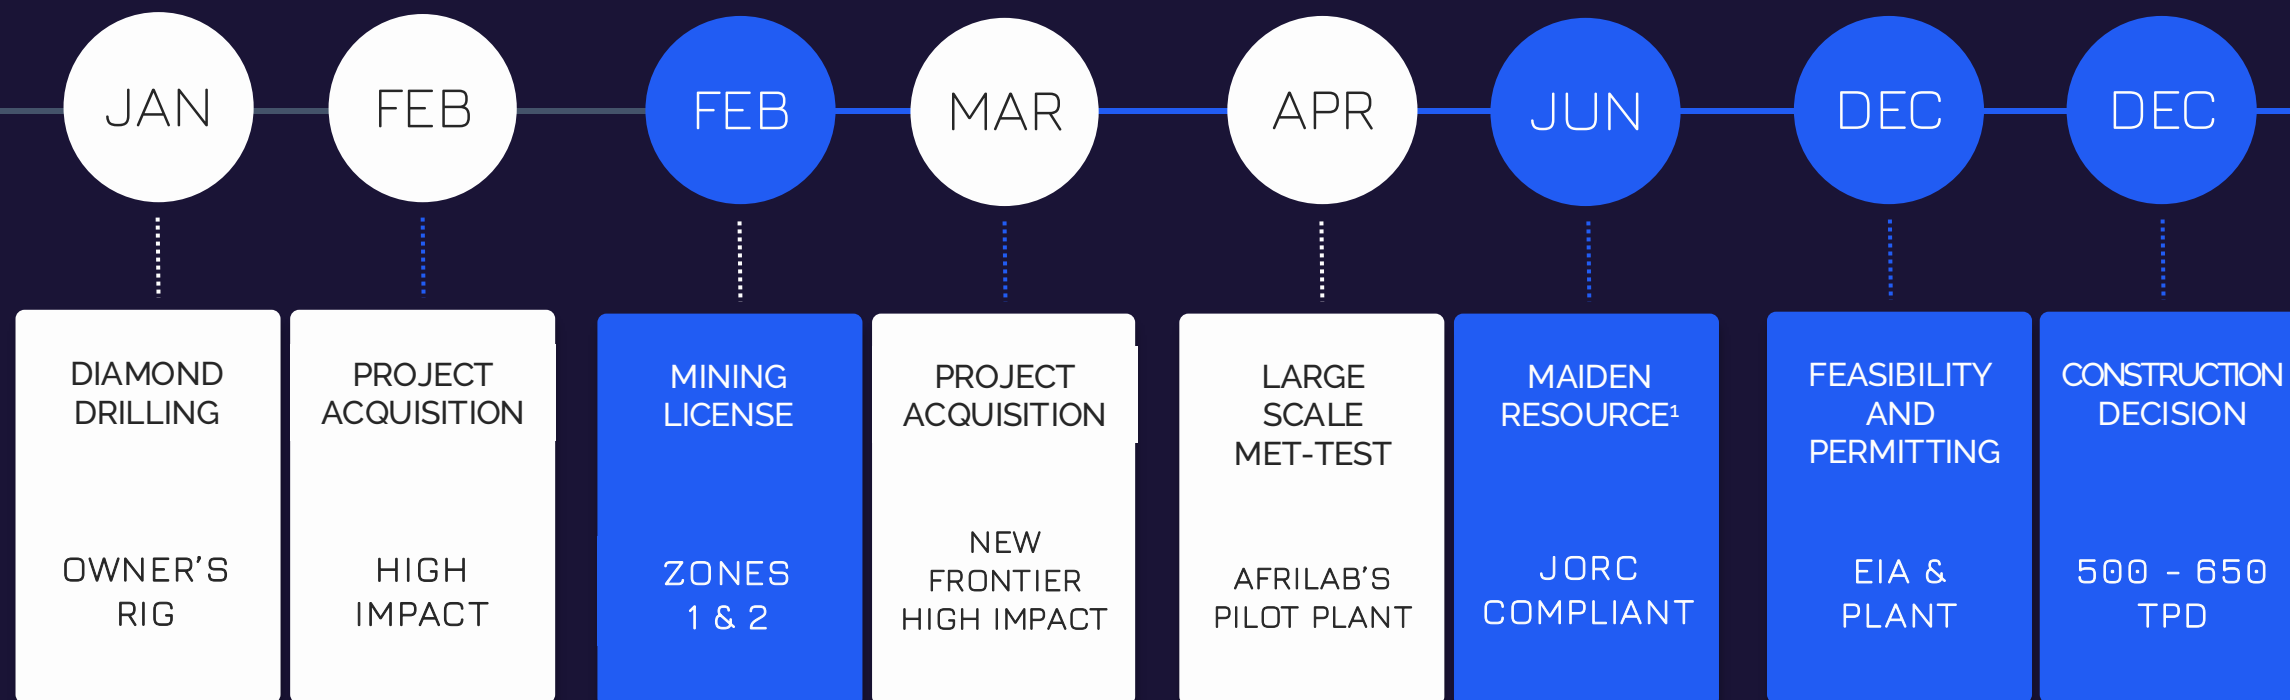 JAN
FEB
FEB
MAR
APR
JUN
DEC
DEC
DIAMOND
DRILLING
OWNER'S
RIG
PROJECT
ACQUISITION
HIGH
IMPACT
MINING
LICENSE
ZONES
1 & 2
PROJECT
ACQUISITION
NEW
FRONTIER
HIGH IMPACT
LARGE
SCALE
MET-TEST
AFRILAB'S
PILOT PLANT
MAIDEN
RESOURCE¹
JORC
COMPLIANT
FEASIBILITY
AND
PERMITTING
EIA &
PLANT
CONSTRUCTION
DECISION
500 - 650
TPD